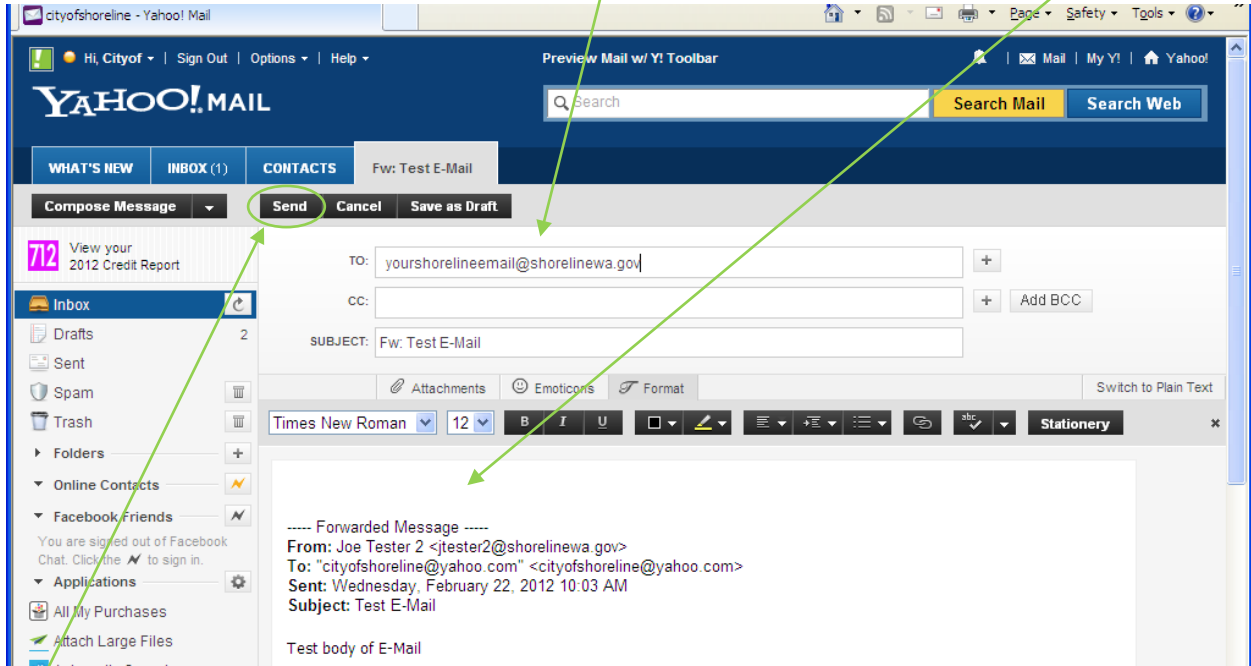 cityofshoreline - Yahoo! Mail
Page Safety Tools
Hi, Cityof | Sign Out | Options | Help Preview Mail w/ Y! Toolbar | Mail | My Y! | Yahoo!
YAHOO! MAIL Search Search Mail Search Web
WHAT'S NEW INBOX (1) CONTACTS Fw: Test E-Mail
Compose Message Send Cancel Save as Draft
712 View your
2012 Credit Report
TO: yourshorelineemail@shorelinewa.gov +
Inbox
CC: + Add BCC
Drafts 2
SUBJECT: Fw: Test E-Mail
Sent
Spam
Attachments Emoticons Format Switch to Plain Text
Trash
Times New Roman 12 B I U abc Stationery x
Folders +
Online Contacts
Facebook Friends
You are signed out of Facebook
Chat. Click the to sign in.
Applications
All My Purchases
Attach Large Files
----- Forwarded Message -----
From: Joe Tester 2 <jtester2@shorelinewa.gov>
To: "cityofshoreline@yahoo.com" <cityofshoreline@yahoo.com>
Sent: Wednesday, February 22, 2012 10:03 AM
Subject: Test E-Mail
Test body of E-Mail